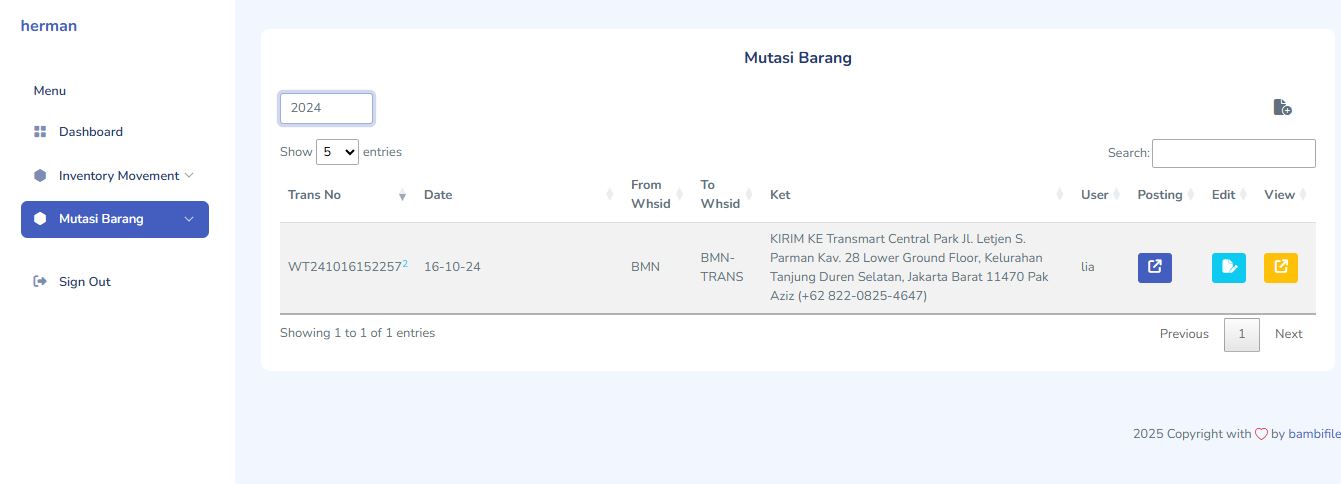 herman
Menu
Dashboard
Inventory Movement
Mutasi Barang
Sign Out
Mutasi Barang
2024
Show 5 entries
Search:
Trans No Date From Whsid To Whsid Ket User Posting Edit View
WT241016152257² 16-10-24 BMN BMN-TRANS
KIRIM KE Transmart Central Park Jl. Letjen S.
Parman Kav. 28 Lower Ground Floor, Kelurahan
Tanjung Duren Selatan, Jakarta Barat 11470 Pak
Aziz (+62 822-0825-4647)
lia
Showing 1 to 1 of 1 entries
Previous 1 Next
2025 Copyright with by bambifile